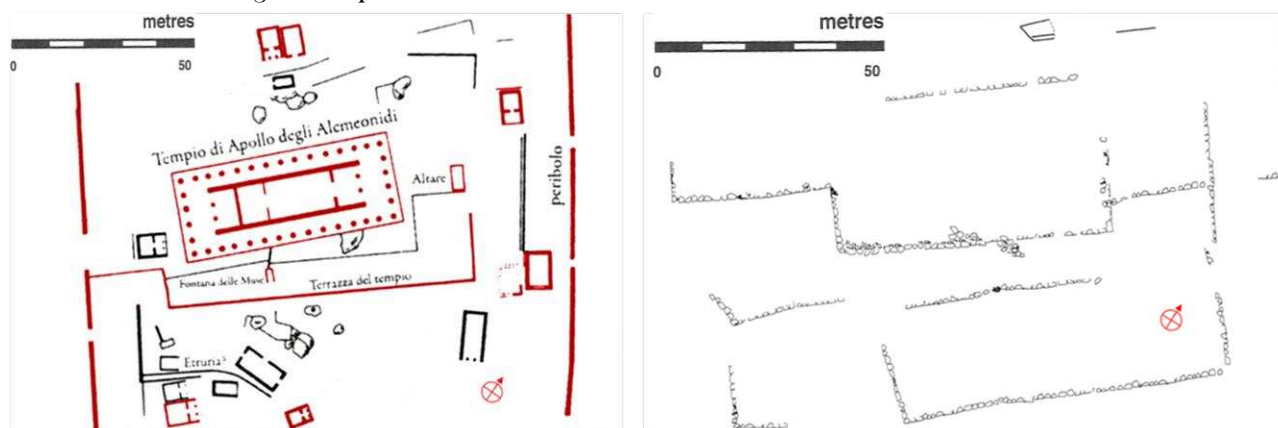 metres
0
50
Tempio di Apollo degli Alcmeonidi
Altare
peribolo
Fontana delle Muse
Terrazza del tempio
metres
0
50